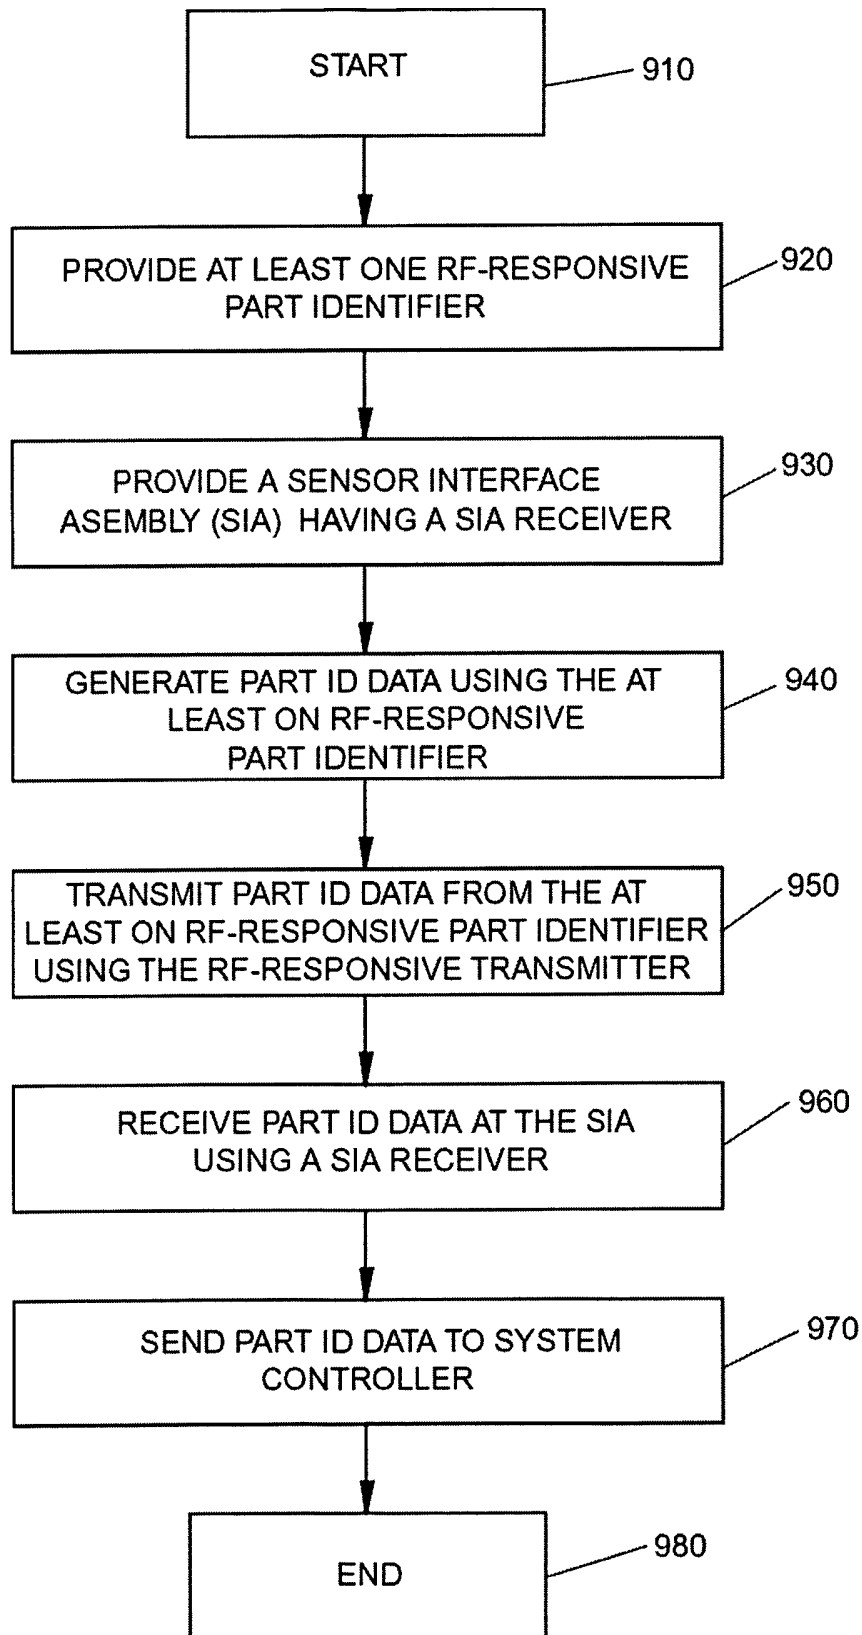 START
910
PROVIDE AT LEAST ONE RF-RESPONSIVE
PART IDENTIFIER
920
PROVIDE A SENSOR INTERFACE
ASEMBLY (SIA) HAVING A SIA RECEIVER
930
GENERATE PART ID DATA USING THE AT
LEAST ON RF-RESPONSIVE
PART IDENTIFIER
940
TRANSMIT PART ID DATA FROM THE AT
LEAST ON RF-RESPONSIVE PART IDENTIFIER
USING THE RF-RESPONSIVE TRANSMITTER
950
RECEIVE PART ID DATA AT THE SIA
USING A SIA RECEIVER
960
SEND PART ID DATA TO SYSTEM
CONTROLLER
970
END
980